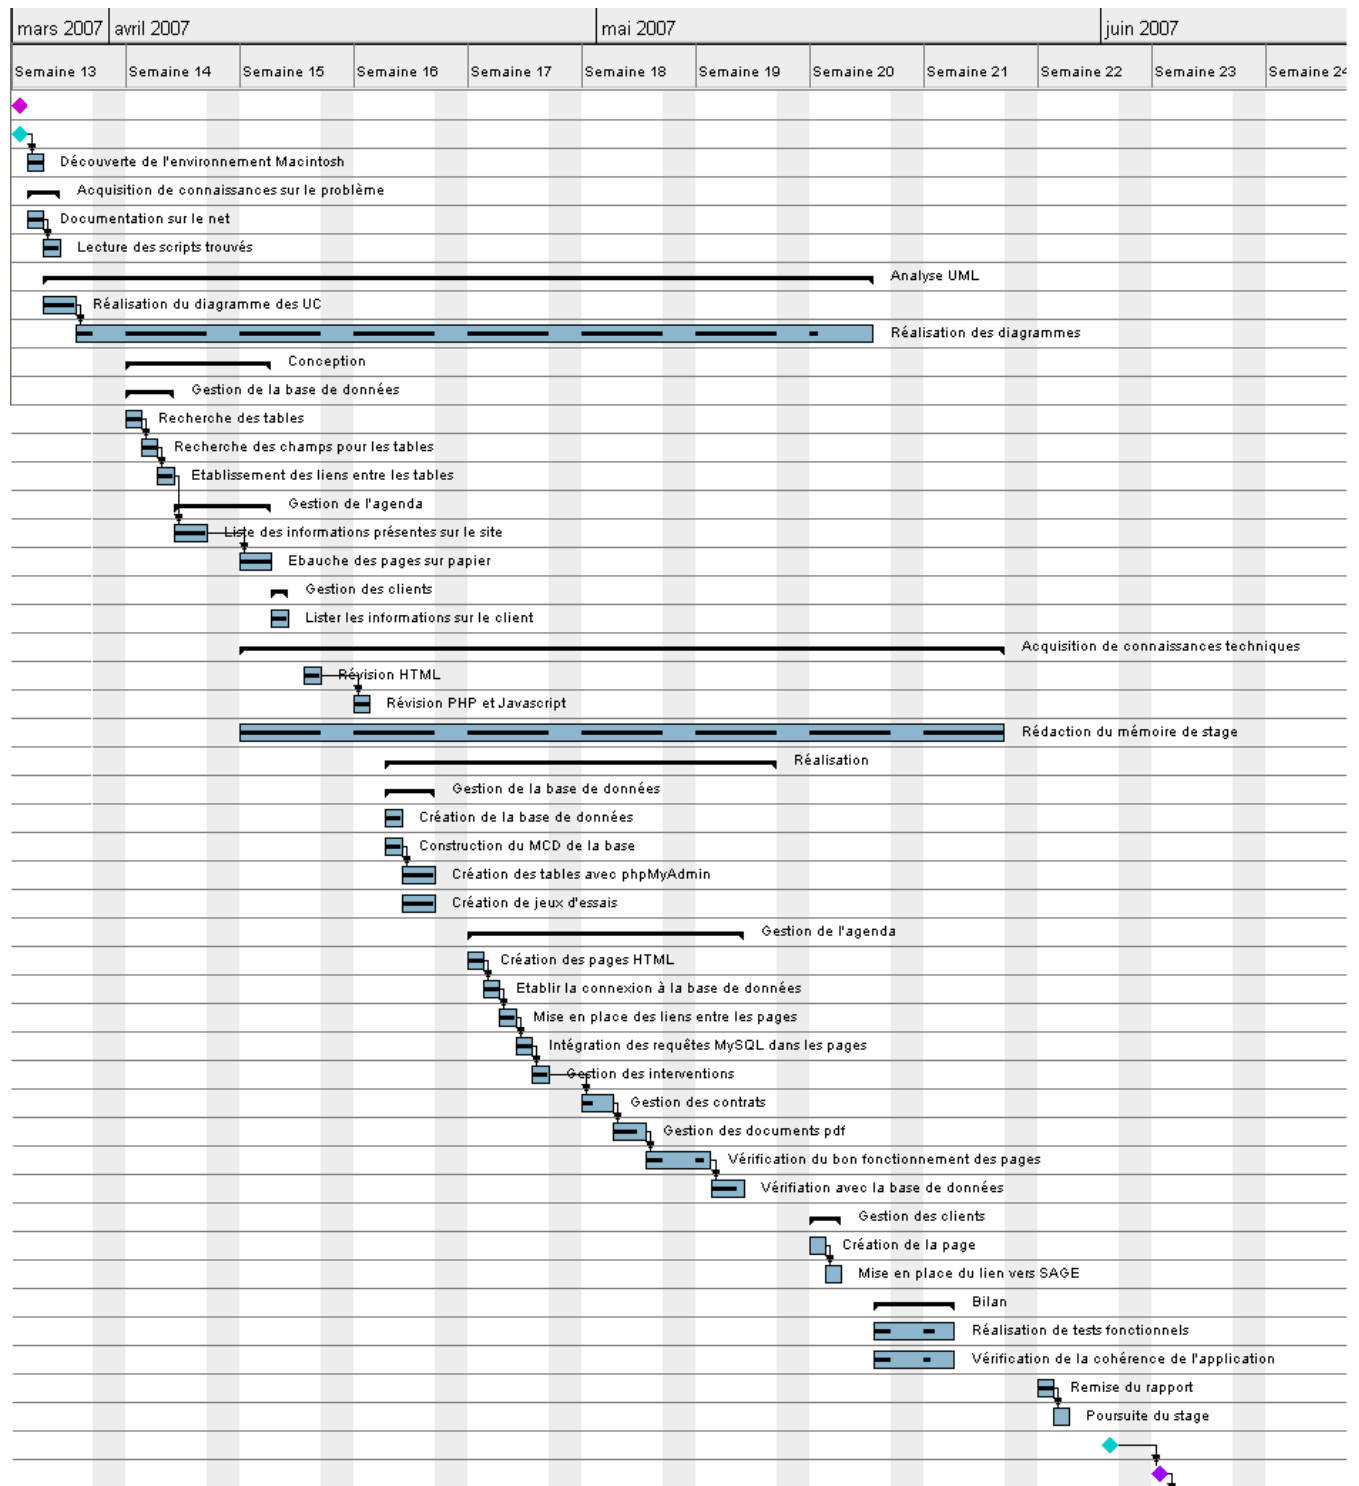 mars 2007 avril 2007 mai 2007 juin 2007
Semaine 13 Semaine 14 Semaine 15 Semaine 16 Semaine 17 Semaine 18 Semaine 19 Semaine 20 Semaine 21 Semaine 22 Semaine 23 Semaine 24
Découverte de l'environnement Macintosh
Acquisition de connaissances sur le problème
Documentation sur le net
Lecture des scripts trouvés
Analyse UML
Réalisation du diagramme des UC
Réalisation des diagrammes
Conception
Gestion de la base de données
Recherche des tables
Recherche des champs pour les tables
Etablissement des liens entre les tables
Gestion de l'agenda
Liste des informations présentes sur le site
Ebauche des pages sur papier
Gestion des clients
Lister les informations sur le client
Acquisition de connaissances techniques
Révision HTML
Révision PHP et Javascript
Rédaction du mémoire de stage
Réalisation
Gestion de la base de données
Création de la base de données
Construction du MCD de la base
Création des tables avec phpMyAdmin
Création de jeux d'essais
Gestion de l'agenda
Création des pages HTML
Etablir la connexion à la base de données
Mise en place des liens entre les pages
Intégration des requêtes MySQL dans les pages
Gestion des interventions
Gestion des contrats
Gestion des documents pdf
Vérification du bon fonctionnement des pages
Vérifiation avec la base de données
Gestion des clients
Création de la page
Mise en place du lien vers SAGE
Bilan
Réalisation de tests fonctionnels
Vérification de la cohérence de l'application
Remise du rapport
Poursuite du stage